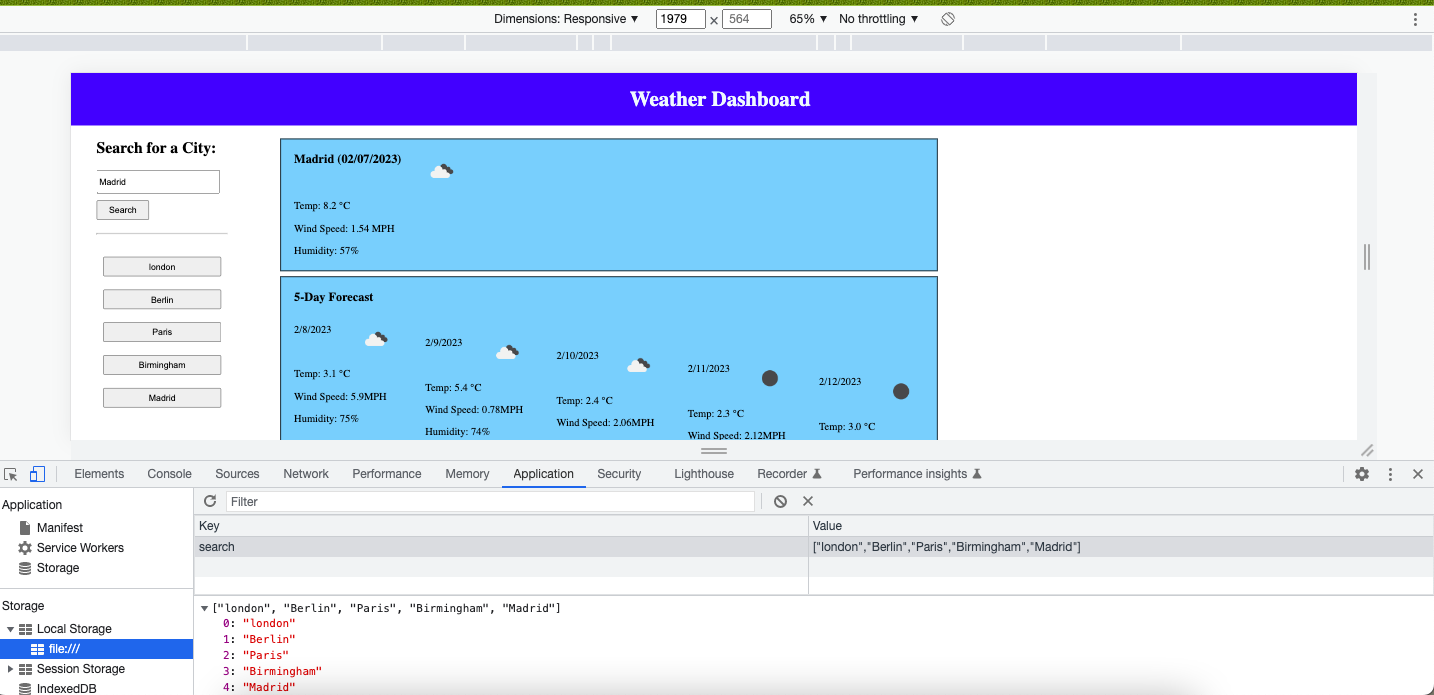 Dimensions: Responsive ▼ 1979 × 564 65% ▼ No throttling ▼
Weather Dashboard
Search for a City:
Madrid
Search
london
Berlin
Paris
Birmingham
Madrid
Madrid (02/07/2023)
Temp: 8.2 °C
Wind Speed: 1.54 MPH
Humidity: 57%
5-Day Forecast
2/8/2023
Temp: 3.1 °C
Wind Speed: 5.9MPH
Humidity: 75%
2/9/2023
Temp: 5.4 °C
Wind Speed: 0.78MPH
Humidity: 74%
2/10/2023
Temp: 2.4 °C
Wind Speed: 2.06MPH
2/11/2023
Temp: 2.3 °C
Wind Speed: 2.12MPH
2/12/2023
Temp: 3.0 °C
Elements Console Sources Network Performance Memory Application Security Lighthouse Recorder Performance insights
Application
Manifest
Service Workers
Storage
Storage
Local Storage
file:///
Session Storage
IndexedDB
Filter
Key Value
search ["london","Berlin","Paris","Birmingham","Madrid"]
▼["london", "Berlin", "Paris", "Birmingham", "Madrid"]
0: "london"
1: "Berlin"
2: "Paris"
3: "Birmingham"
4: "Madrid"